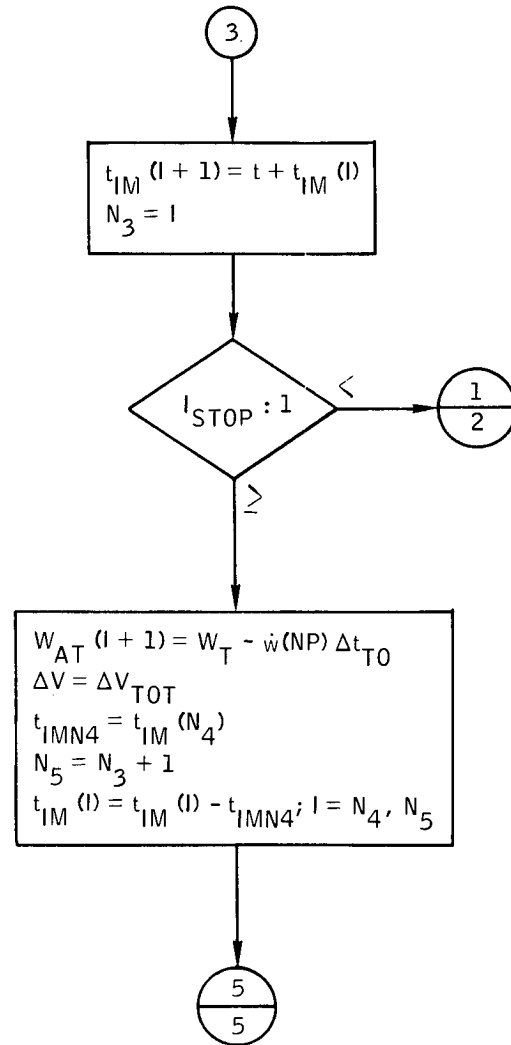 3.
t_IM (I + 1) = t + t_IM (I)
N_3 = I
I_STOP : 1
<
1
2
≥
W_AT (I + 1) = W_T - ẇ(NP) Δt_TO
ΔV = ΔV_TOT
t_IMN4 = t_IM (N_4)
N_5 = N_3 + 1
t_IM (I) = t_IM (I) - t_IMN4; I = N_4, N_5
5
5